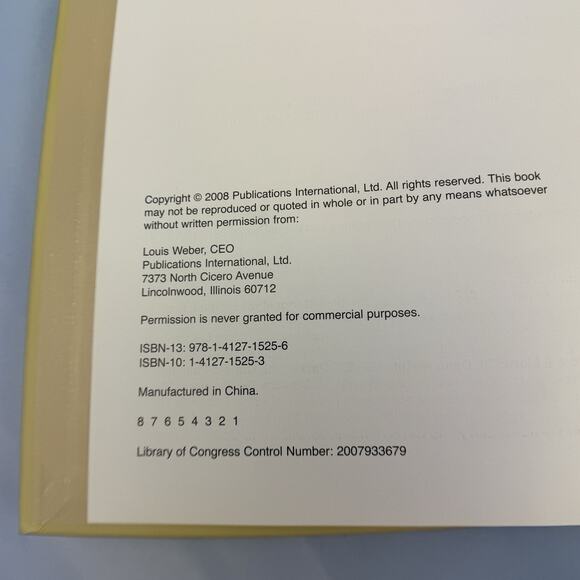 Copyright © 2008 Publications International, Ltd. All rights reserved. This book
may not be reproduced or quoted in whole or in part by any means whatsoever
without written permission from:
Louis Weber, CEO
Publications International, Ltd.
7373 North Cicero Avenue
Lincolnwood, Illinois 60712
Permission is never granted for commercial purposes.
ISBN-13: 978-1-4127-1525-6
ISBN-10: 1-4127-1525-3
Manufactured in China.
8 7 6 5 4 3 2 1
Library of Congress Control Number: 2007933679